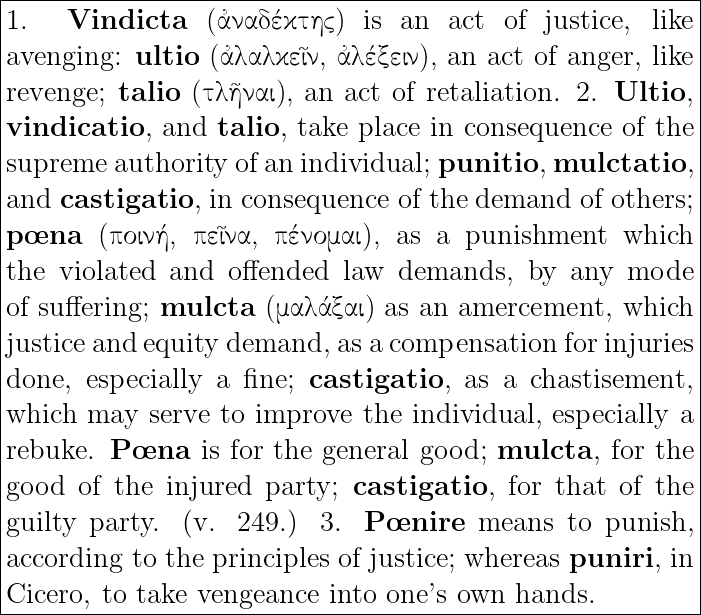 1. Vindicta (ἀναδέκτης) is an act of justice, like
avenging: ultio (ἀλαλκεῖν, ἀλέξειν), an act of anger, like
revenge; talio (τλῆναι), an act of retaliation. 2. Ultio,
vindicatio, and talio, take place in consequence of the
supreme authority of an individual; punitio, mulctatio,
and castigatio, in consequence of the demand of others;
pœna (ποινή, πεῖνα, πένομαι), as a punishment which
the violated and offended law demands, by any mode
of suffering; mulcta (μαλάξαι) as an amercement, which
justice and equity demand, as a compensation for injuries
done, especially a fine; castigatio, as a chastisement,
which may serve to improve the individual, especially a
rebuke. Pœna is for the general good; mulcta, for the
good of the injured party; castigatio, for that of the
guilty party. (v. 249.) 3. Pœnire means to punish,
according to the principles of justice; whereas puniri, in
Cicero, to take vengeance into one's own hands.